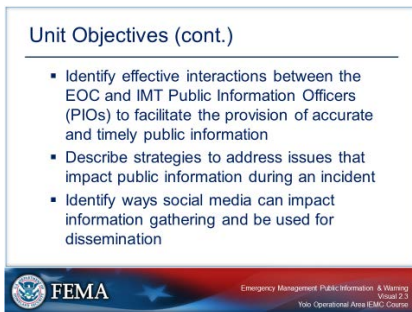 Unit Objectives (cont.)
▪ Identify effective interactions between the
EOC and IMT Public Information Officers
(PIOs) to facilitate the provision of accurate
and timely public information
▪ Describe strategies to address issues that
impact public information during an incident
▪ Identify ways social media can impact
information gathering and be used for
dissemination
FEMA
Emergency Management Public Information & Warning
Visual 2.3
Yolo Operational Area IEMC Course